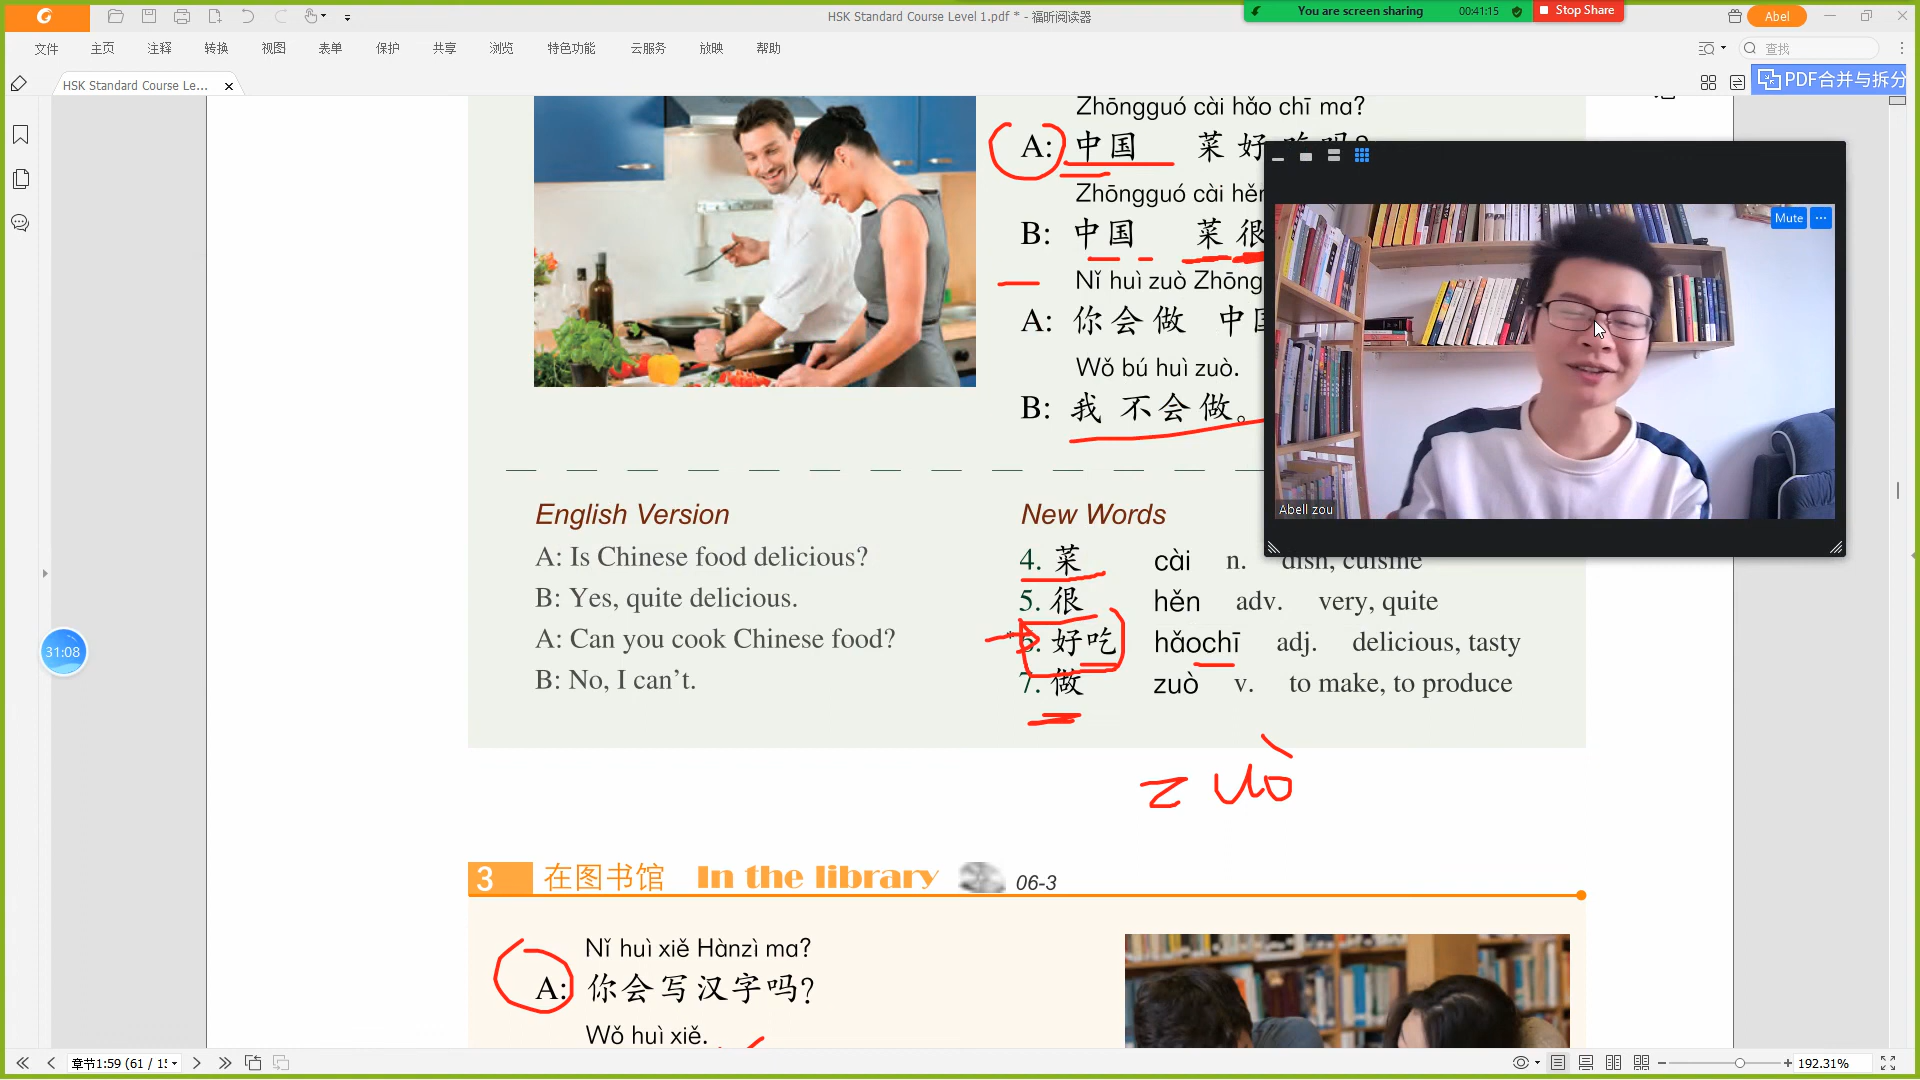 HSK Standard Course Level 1.pdf * - 福昕阅读器
You are screen sharing
00:41:15
Stop Share
Abel
文件 主页 注释 转换 视图 表单 保护 共享 浏览 特色功能 云服务 放映 帮助
查找
HSK Standard Course Le...
PDF合并与拆分
Zhōngguó cài hǎo chī ma?
A: 中国 菜 好
Zhōngguó cài hěn
B: 中国 菜 很
Nǐ huì zuò Zhōng
A: 你会做 中
Wǒ bú huì zuò.
B: 我 不会做。
Mute
Abell zou
English Version
A: Is Chinese food delicious?
B: Yes, quite delicious.
A: Can you cook Chinese food?
B: No, I can't.
New Words
4. 菜 cài n. dish, cuisine
5. 很 hěn adv. very, quite
*6. 好吃 hǎochī adj. delicious, tasty
7. 做 zuò v. to make, to produce
zuò
31:08
3 在图书馆 In the library 06-3
Nǐ huì xiě Hànzì ma?
A: 你会写汉字吗?
Wǒ huì xiě.
章节1:59 (61 / 1
192.31%